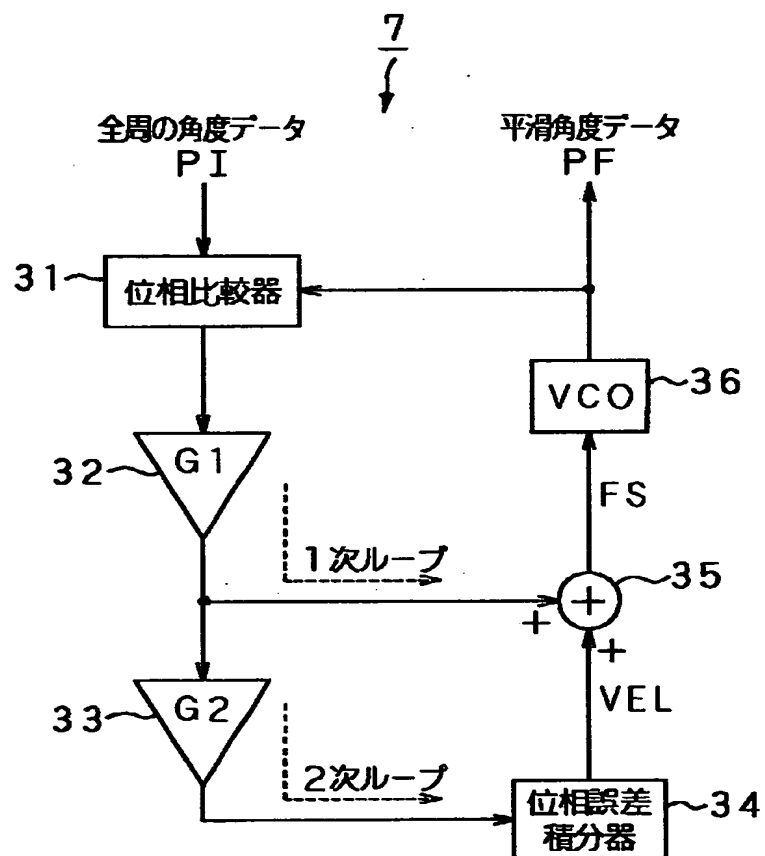 7
全周の角度データ
PI
平滑角度データ
PF
31
位相比較器
VCO
36
32
G1
FS
1次ループ
35
+
+
+
33
G2
VEL
2次ループ
位相誤差
積分器
34